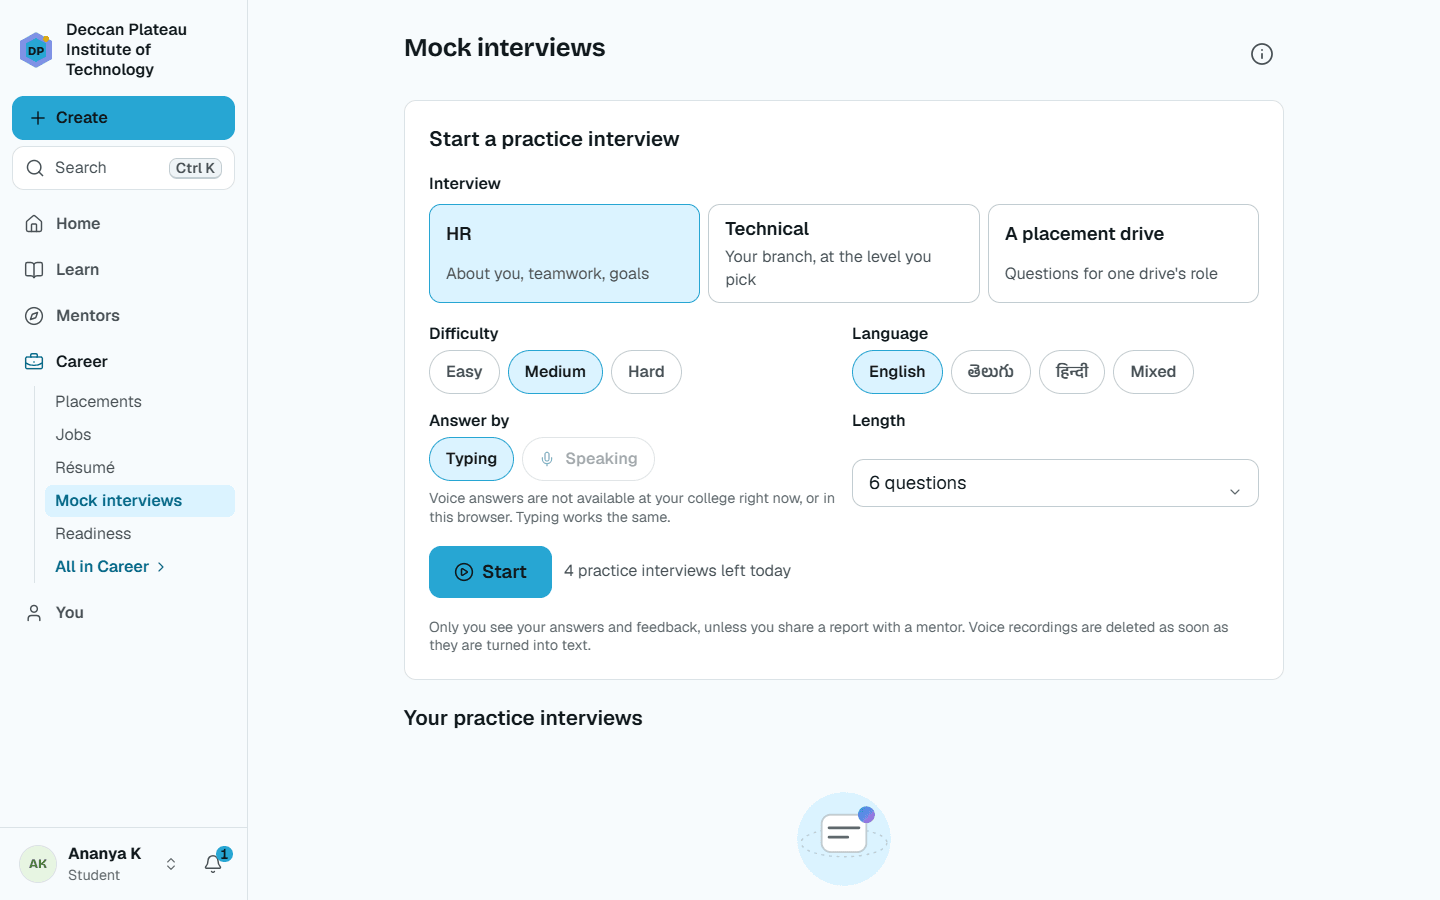 Deccan Plateau
Institute of
Technology
DP
Create
Search
Ctrl K
Home
Learn
Mentors
Career
Placements
Jobs
Résumé
Mock interviews
Readiness
All in Career
You
AK
Ananya K
Student
1
Mock interviews
Start a practice interview
Interview
HR
About you, teamwork, goals
Technical
Your branch, at the level you
pick
A placement drive
Questions for one drive's role
Difficulty
Easy
Medium
Hard
Language
English
తెలుగు
हिन्दी
Mixed
Answer by
Typing
Speaking
Voice answers are not available at your college right now, or in
this browser. Typing works the same.
Length
6 questions
Start
4 practice interviews left today
Only you see your answers and feedback, unless you share a report with a mentor. Voice recordings are deleted as soon as
they are turned into text.
Your practice interviews